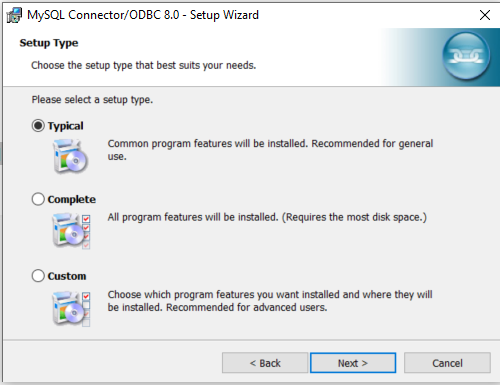 MySQL Connector/ODBC 8.0 - Setup Wizard
Setup Type
Choose the setup type that best suits your needs.
Please select a setup type.
Typical
Common program features will be installed. Recommended for general
use.
Complete
All program features will be installed. (Requires the most disk space.)
Custom
Choose which program features you want installed and where they will
be installed. Recommended for advanced users.
< Back
Next >
Cancel